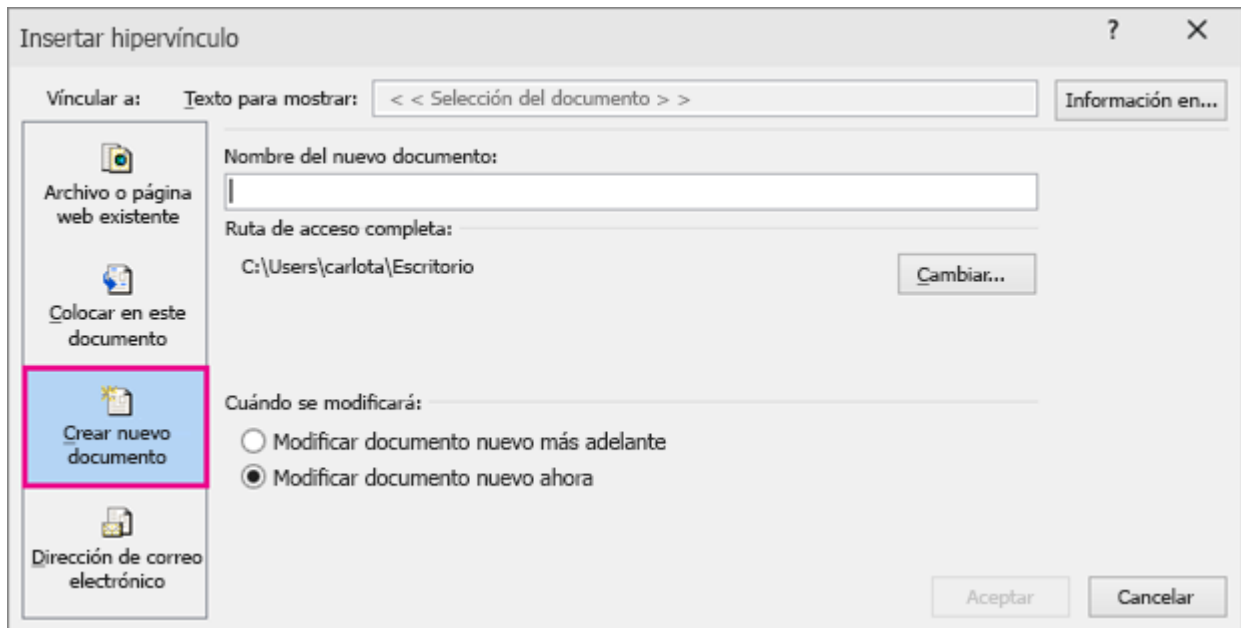 Insertar hipervínculo
?
Víncular a:
Texto para mostrar:
< < Selección del documento > >
Información en...
Archivo o página
web existente
Colocar en este
documento
Crear nuevo
documento
Dirección de correo
electrónico
Nombre del nuevo documento:
Ruta de acceso completa:
C:\Users\carlota\Escritorio
Cambiar...
Cuándo se modificará:
Modificar documento nuevo más adelante
Modificar documento nuevo ahora
Aceptar
Cancelar